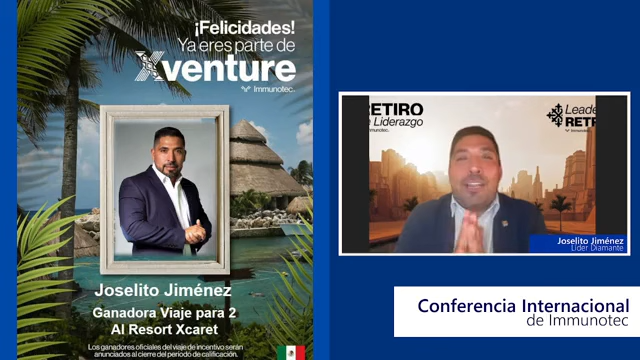 ¡Felicidades!
Ya eres parte de
Xventure
Immunotec.
Joselito Jiménez
Ganadora Viaje para 2
Al Resort Xcaret
Los ganadores oficiales del viaje de incentivo serán
anunciados al cierre del período de calificación.
RETIRO
e Liderazgo
Immunotec.
Leade
RETR
Joselito Jiménez
Líder Diamante
Conferencia Internacional
de Immunotec